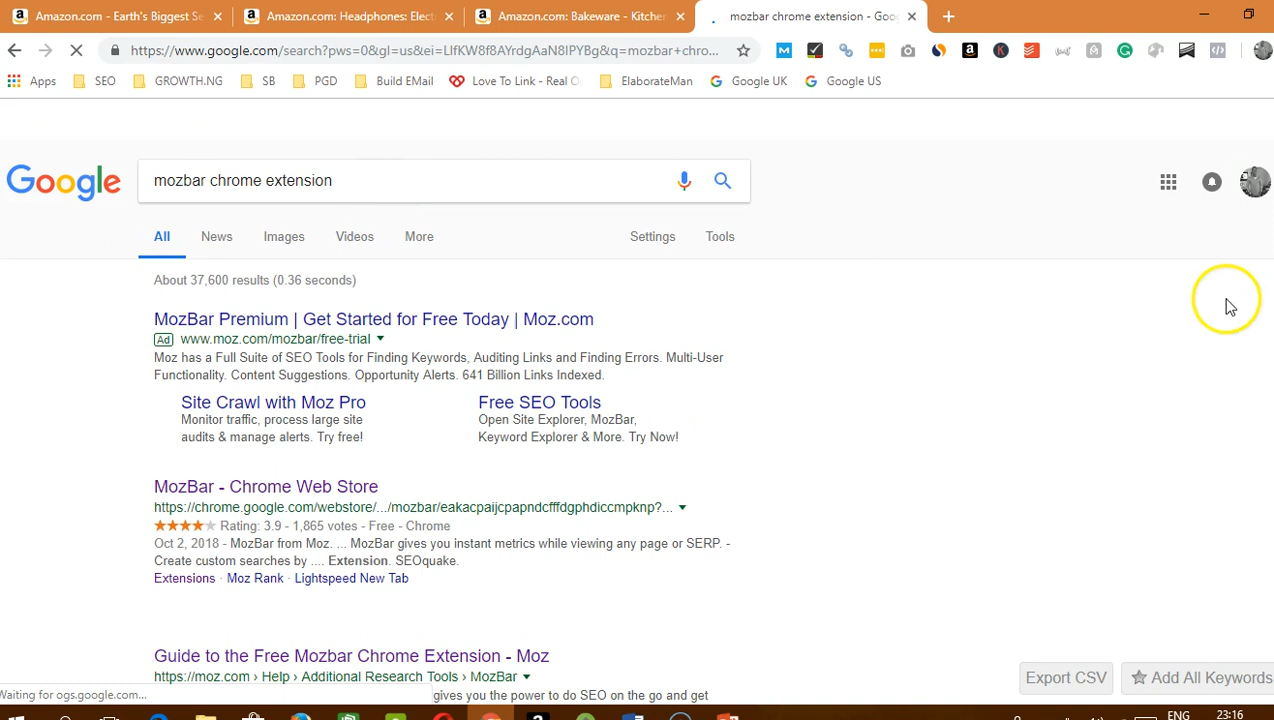 Amazon.com - Earth's Biggest Se
Amazon.com: Headphones: Elect
Amazon.com: Bakeware - Kitchen
mozbar chrome extension - Goo
https://www.google.com/search?pws=0&gl=us&ei=LIfKW8f8AYrdgAaN8IPYBg&q=mozbar+chro...
Apps
SEO
GROWTH.NG
SB
PGD
Build EMail
Love To Link - Real O
ElaborateMan
Google UK
Google US
Google
mozbar chrome extension
All
News
Images
Videos
More
Settings
Tools
About 37,600 results (0.36 seconds)
MozBar Premium | Get Started for Free Today | Moz.com
Ad www.moz.com/mozbar/free-trial
Moz has a Full Suite of SEO Tools for Finding Keywords, Auditing Links and Finding Errors. Multi-User
Functionality. Content Suggestions. Opportunity Alerts. 641 Billion Links Indexed.
Site Crawl with Moz Pro
Monitor traffic, process large site
audits & manage alerts. Try free!
Free SEO Tools
Open Site Explorer, MozBar,
Keyword Explorer & More. Try Now!
MozBar - Chrome Web Store
https://chrome.google.com/webstore/.../mozbar/eakacpaijcpapndcfffdgphdiccmpknp?...
Rating: 3.9 - 1,865 votes - Free - Chrome
Oct 2, 2018 - MozBar from Moz. ... MozBar gives you instant metrics while viewing any page or SERP. -
Create custom searches by .... Extension. SEOquake.
Extensions · Moz Rank · Lightspeed New Tab
Guide to the Free Mozbar Chrome Extension - Moz
https://moz.com › Help › Additional Research Tools › MozBar
gives you the power to do SEO on the go and get
Waiting for ogs.google.com...
Export CSV
Add All Keywords
ENG
23:16